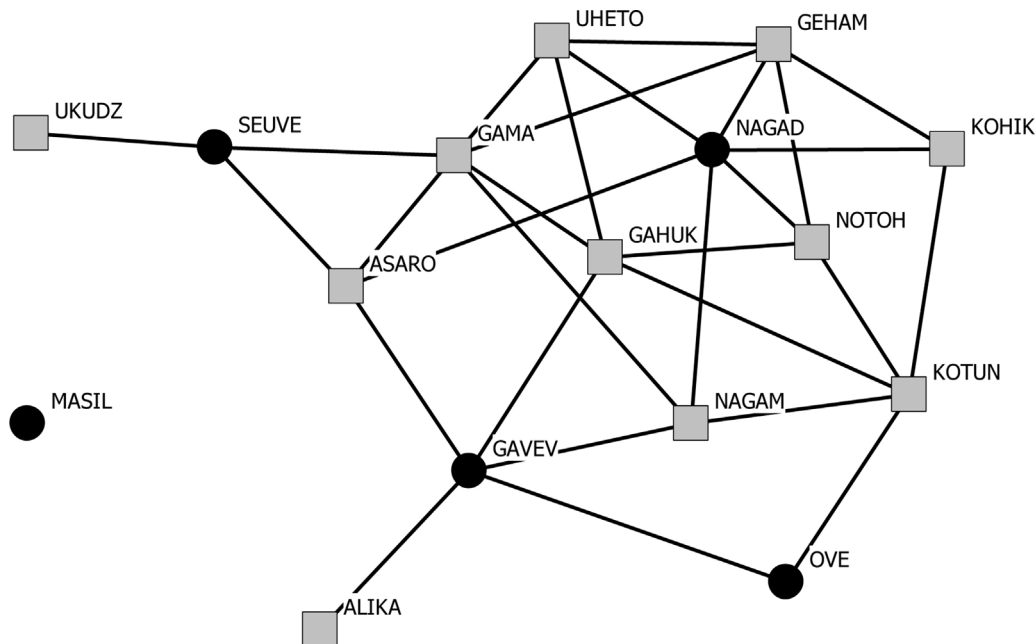 UHETO
GEHAM
UKUDZ
SEUVE
GAMA
NAGAD
KOHIK
NOTOH
GAHUK
ASARO
KOTUN
MASIL
NAGAM
GAVEV
OVE
ALIKA